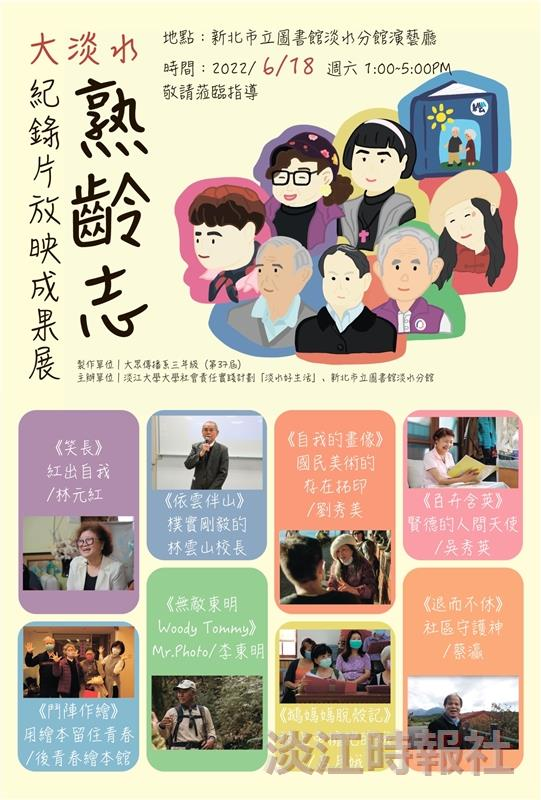 地點：新北市立圖書館淡水分館演藝廳
時間：2022/ 6/18 週六 1:00~5:00PM
敬請蒞臨指導
大淡水
熟齡志
紀錄片放映成果展
製作單位|大眾傳播系三年級（第37屆）
主辦單位|淡江大學大學社會責任實踐計劃「淡水好生活」、新北市立圖書館淡水分館
《笑長》
紅出自我
/林元紅
《依雲伴山》
樸實剛毅的
林雲山校長
《自我的畫像》
國民美術的
存在拓印
/劉秀美
《百卉含英》
賢德的人間天使
/吳秀英
《鬥陣作繪》
用繪本留住青春
/後青春繪本館
《無敵東明
Woody Tommy》
Mr.Photo/李東明
媽媽脫殼記》
《退而不休》
社區守護神
/蔡瀛
淡江時報社